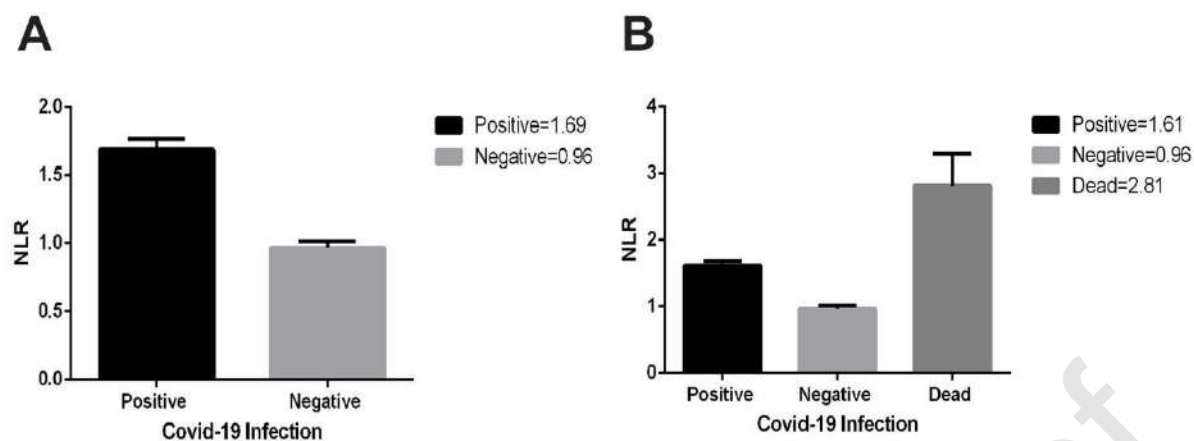 A
2.0
1.5
1.0
0.5
0.0
NLR
Positive
Negative
Covid-19 Infection
Positive=1.69
Negative=0.96
B
4
3
2
1
0
NLR
Positive
Negative
Dead
Covid-19 Infection
Positive=1.61
Negative=0.96
Dead=2.81